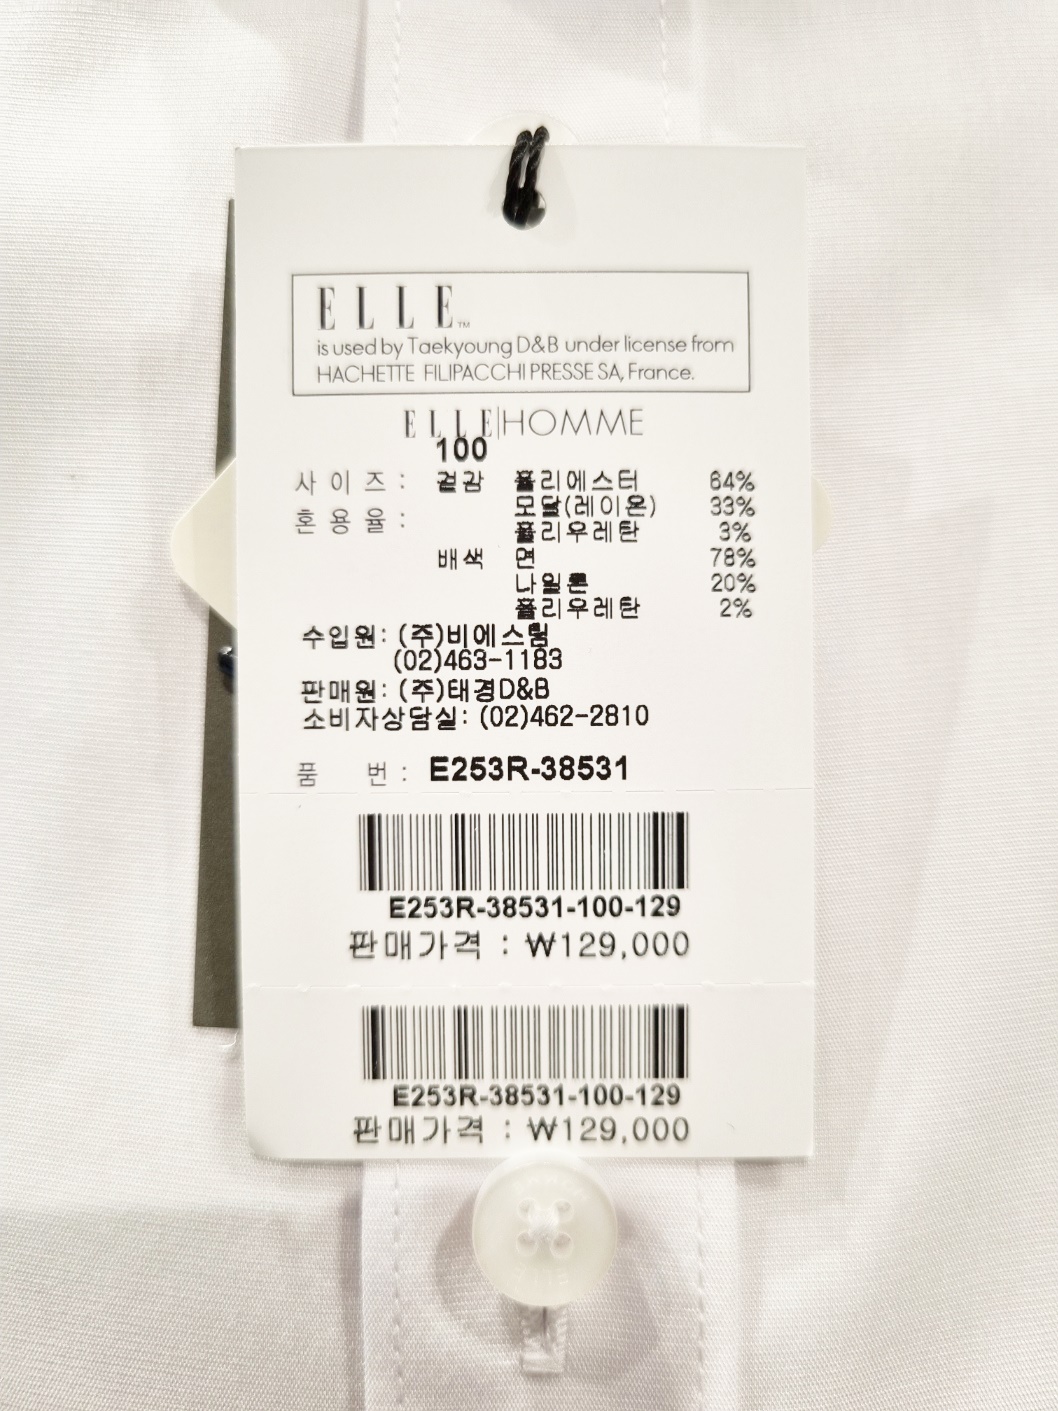 ELLE™
is used by Taekyoung D&B under license from
HACHETTE FILIPACCHI PRESSE SA, France.
ELLE|HOMME
100
사이즈: 겉감 폴리에스터 64%
모달(레이온) 33%
혼용율:
폴리우레탄 3%
배색 면 78%
나일론 20%
폴리우레탄 2%
수입원: (주)비에스팀
(02)463-1183
판매원: (주)태경D&B
소비자상담실: (02)462-2810
품 번: E253R-38531
E253R-38531-100-129
판매가격 : ₩129,000
E253R-38531-100-129
판매가격 : ₩129,000